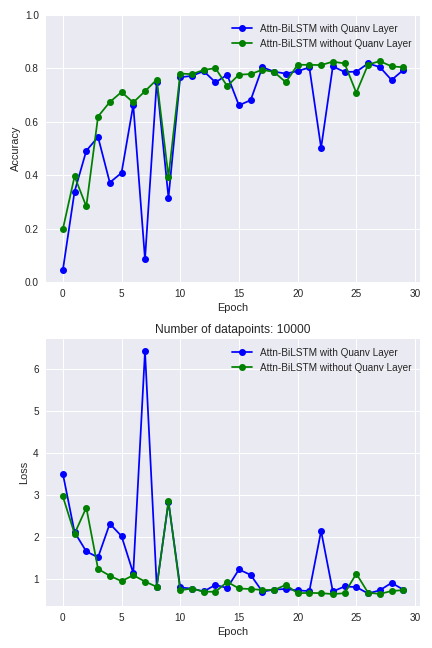 1.0
Attn-BiLSTM with Quanv Layer
Attn-BiLSTM without Quanv Layer
0.8
0.6
Accuracy
0.4
0.2
0.0
0 5 10 15 20 25 30
Epoch
Number of datapoints: 10000
Attn-BiLSTM with Quanv Layer
Attn-BiLSTM without Quanv Layer
6
5
4
Loss
3
2
1
0 5 10 15 20 25 30
Epoch